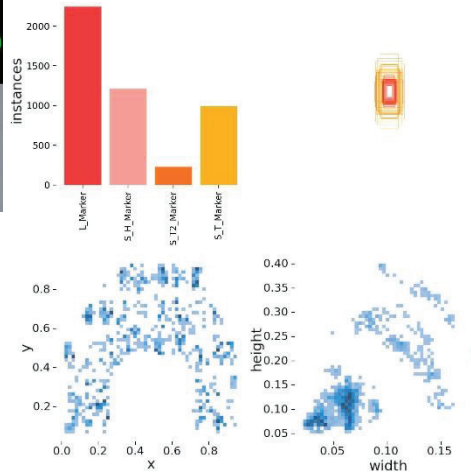 instances
2000
1500
1000
500
0
L_Marker
S_H_Marker
S_T2_Marker
S_T_Marker
y
0.8
0.6
0.4
0.2
0.0 0.2 0.4 0.6 0.8
x
height
0.40
0.35
0.30
0.25
0.20
0.15
0.10
0.05
0.05 0.10 0.15
width